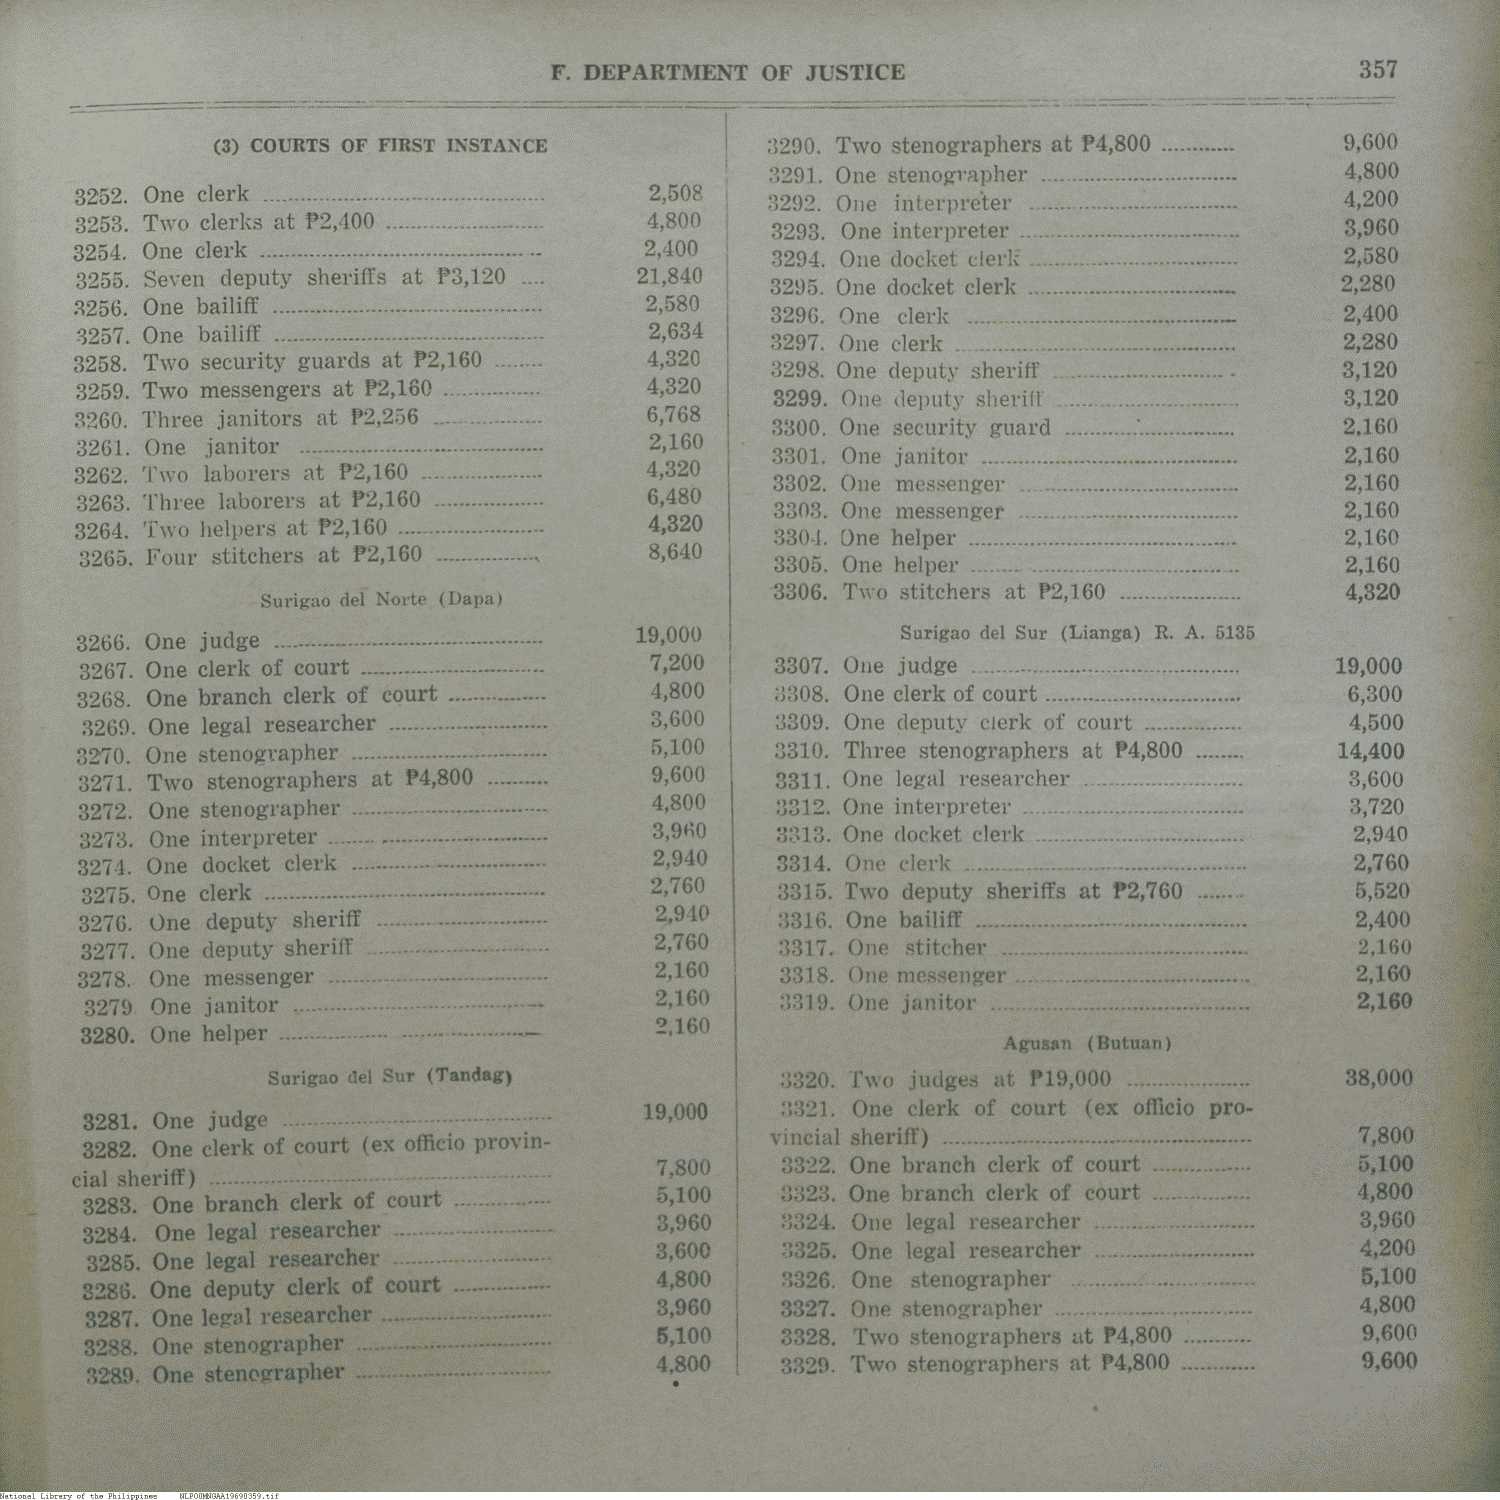 F. DEPARTMENT OF JUSTICE 357
(3) COURTS OF FIRST INSTANCE
3252. One clerk 2,508
3253. Two clerks at ₱2,400 4,800
3254. One clerk 2,400
3255. Seven deputy sheriffs at ₱3,120 21,840
3256. One bailiff 2,580
3257. One bailiff 2,634
3258. Two security guards at ₱2,160 4,320
3259. Two messengers at ₱2,160 4,320
3260. Three janitors at ₱2,256 6,768
3261. One janitor 2,160
3262. Two laborers at ₱2,160 4,320
3263. Three laborers at ₱2,160 6,480
3264. Two helpers at ₱2,160 4,320
3265. Four stitchers at ₱2,160 8,640
Surigao del Norte (Dapa)
3266. One judge 19,000
3267. One clerk of court 7,200
3268. One branch clerk of court 4,800
3269. One legal researcher 3,600
3270. One stenographer 5,100
3271. Two stenographers at ₱4,800 9,600
3272. One stenographer 4,800
3273. One interpreter 3,960
3274. One docket clerk 2,940
3275. One clerk 2,760
3276. One deputy sheriff 2,940
3277. One deputy sheriff 2,760
3278. One messenger 2,160
3279 One janitor 2,160
3280. One helper 2,160
Surigao del Sur (Tandag)
3281. One judge 19,000
3282. One clerk of court (ex officio provin-
cial sheriff) 7,800
3283. One branch clerk of court 5,100
3284. One legal researcher 3,960
3285. One legal researcher 3,600
3286. One deputy clerk of court 4,800
3287. One legal researcher 3,960
3288. One stenographer 5,100
3289. One stenographer 4,800
3290. Two stenographers at ₱4,800 9,600
3291. One stenographer 4,800
3292. One interpreter 4,200
3293. One interpreter 3,960
3294. One docket clerk 2,580
3295. One docket clerk 2,280
3296. One clerk 2,400
3297. One clerk 2,280
3298. One deputy sheriff 3,120
3299. One deputy sheriff 3,120
3300. One security guard 2,160
3301. One janitor 2,160
3302. One messenger 2,160
3303. One messenger 2,160
3304. One helper 2,160
3305. One helper 2,160
3306. Two stitchers at ₱2,160 4,320
Surigao del Sur (Lianga) R. A. 5135
3307. One judge 19,000
3308. One clerk of court 6,300
3309. One deputy clerk of court 4,500
3310. Three stenographers at ₱4,800 14,400
3311. One legal researcher 3,600
3312. One interpreter 3,720
3313. One docket clerk 2,940
3314. One clerk 2,760
3315. Two deputy sheriffs at ₱2,760 5,520
3316. One bailiff 2,400
3317. One stitcher 2,160
3318. One messenger 2,160
3319. One janitor 2,160
Agusan (Butuan)
3320. Two judges at ₱19,000 38,000
3321. One clerk of court (ex officio pro-
vincial sheriff) 7,800
3322. One branch clerk of court 5,100
3323. One branch clerk of court 4,800
3324. One legal researcher 3,960
3325. One legal researcher 4,200
3326. One stenographer 5,100
3327. One stenographer 4,800
3328. Two stenographers at ₱4,800 9,600
3329. Two stenographers at ₱4,800 9,600
National Library of the Philippines